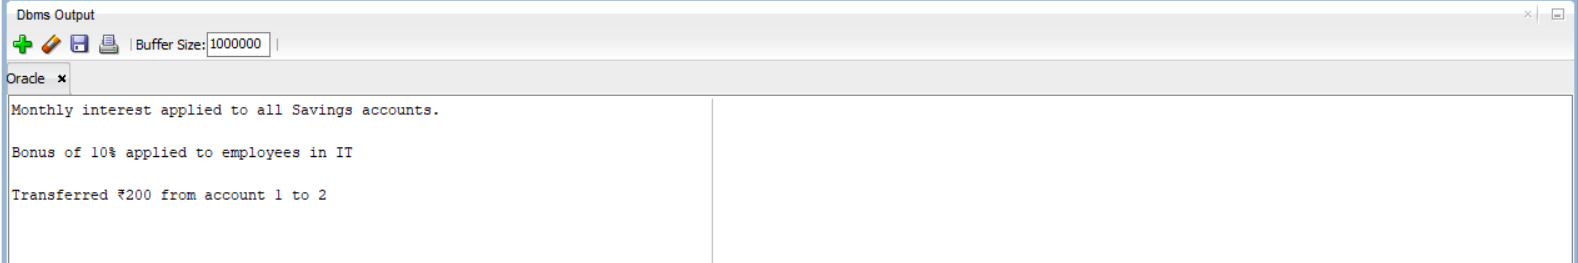 Dbms Output
Buffer Size: 1000000
Oracle
Monthly interest applied to all Savings accounts.
Bonus of 10% applied to employees in IT
Transferred ₹200 from account 1 to 2